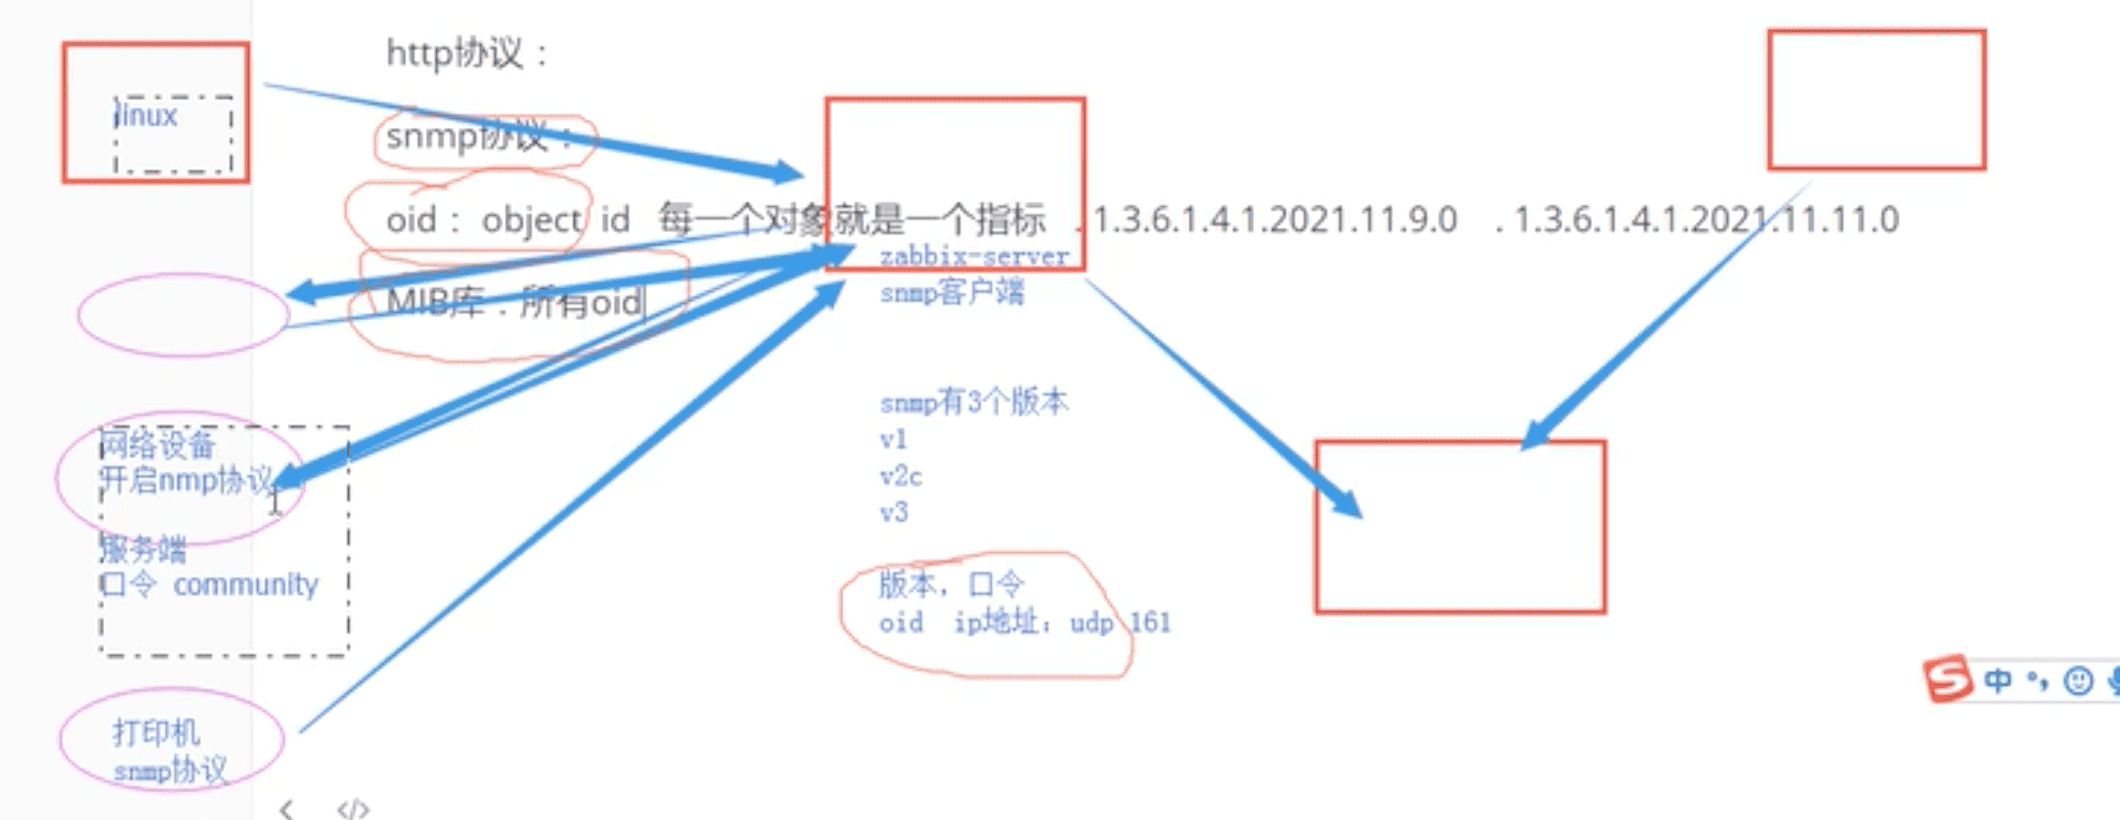 http协议：
linux
snmp协议：
oid： object id 每一个对象就是一个指标 .1.3.6.1.4.1.2021.11.9.0 .1.3.6.1.4.1.2021.11.11.0
zabbix-server
snmp客户端
MIB库：所有oid
snmp有3个版本
v1
v2c
v3
网络设备
开启nmp协议
服务端
口令 community
版本，口令
oid ip地址：udp 161
打印机
snmp协议
中